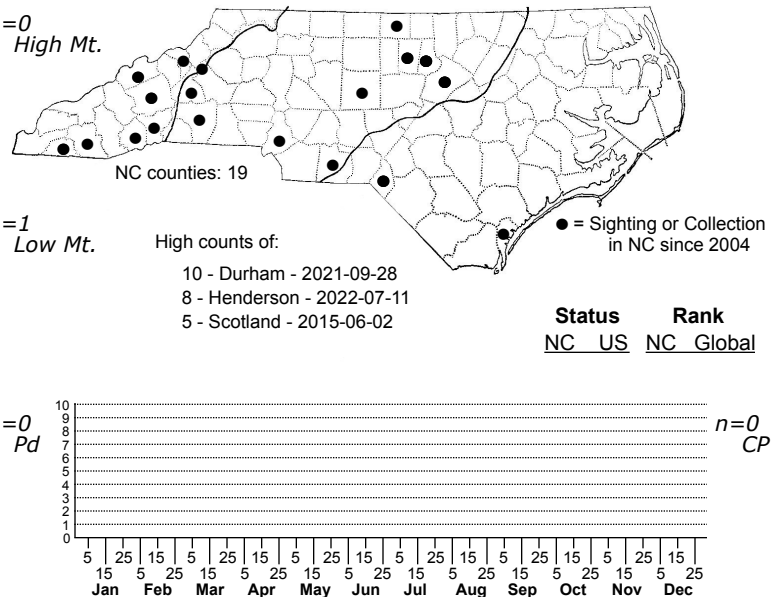 =0
High Mt.
NC counties: 19
=1
Low Mt.
High counts of:
10 - Durham - 2021-09-28
8 - Henderson - 2022-07-11
5 - Scotland - 2015-06-02
= Sighting or Collection
in NC since 2004
Status Rank
NC US NC Global
=0
Pd
n=0
CP
10
9
8
7
6
5
4
3
2
1
0
5 25 15 5 25 15 5 25 15 5 25 15 5 25 15 5 25 15
15 5 25 15 5 25 15 5 25 15 5 25 15 5 25 15 5 25
Jan Feb Mar Apr May Jun Jul Aug Sep Oct Nov Dec